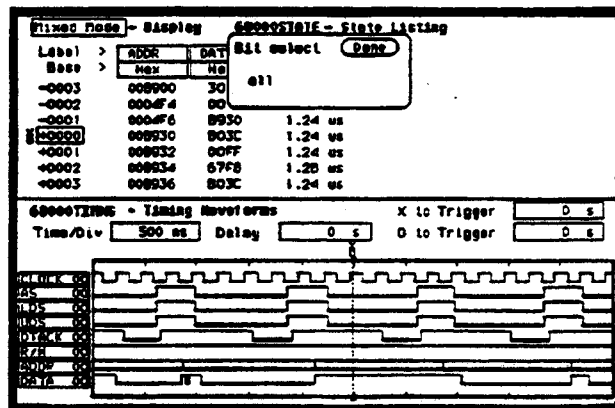 Mixed Mode - Display 68000STATE - State Listing
Bit select Done
all
Label > ADDR DAT
Base > Hex He
-0003 008900 30
-0002 0004F4 00
-0001 0004F6 8930 1.24 us
+0000 008930 B03C 1.24 us
+0001 008932 00FF 1.24 us
+0002 008934 67F8 1.28 us
+0003 008936 B03C 1.24 us
- Timing Waveforms X to Trigger 0 s
Time/Div 500 ns Delay 0 s O to Trigger 0 s
CLOCK 00
AS 00
LDS 00
UDS 00
DTACK 00
R/W 00
ADDR 00
DATA 00